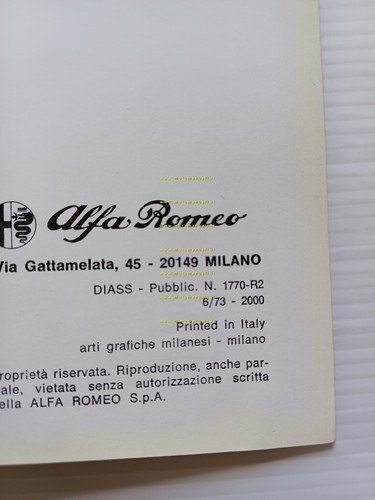 Alfa Romeo
Via Gattamelata, 45 - 20149 MILANO
DIASS - Pubblic. N. 1770-R2
6/73 - 2000
Printed in Italy
arti grafiche milanesi - milano
roprietà riservata. Riproduzione, anche par-
ale, vietata senza autorizzazione scritta
ella ALFA ROMEO S.p.A.